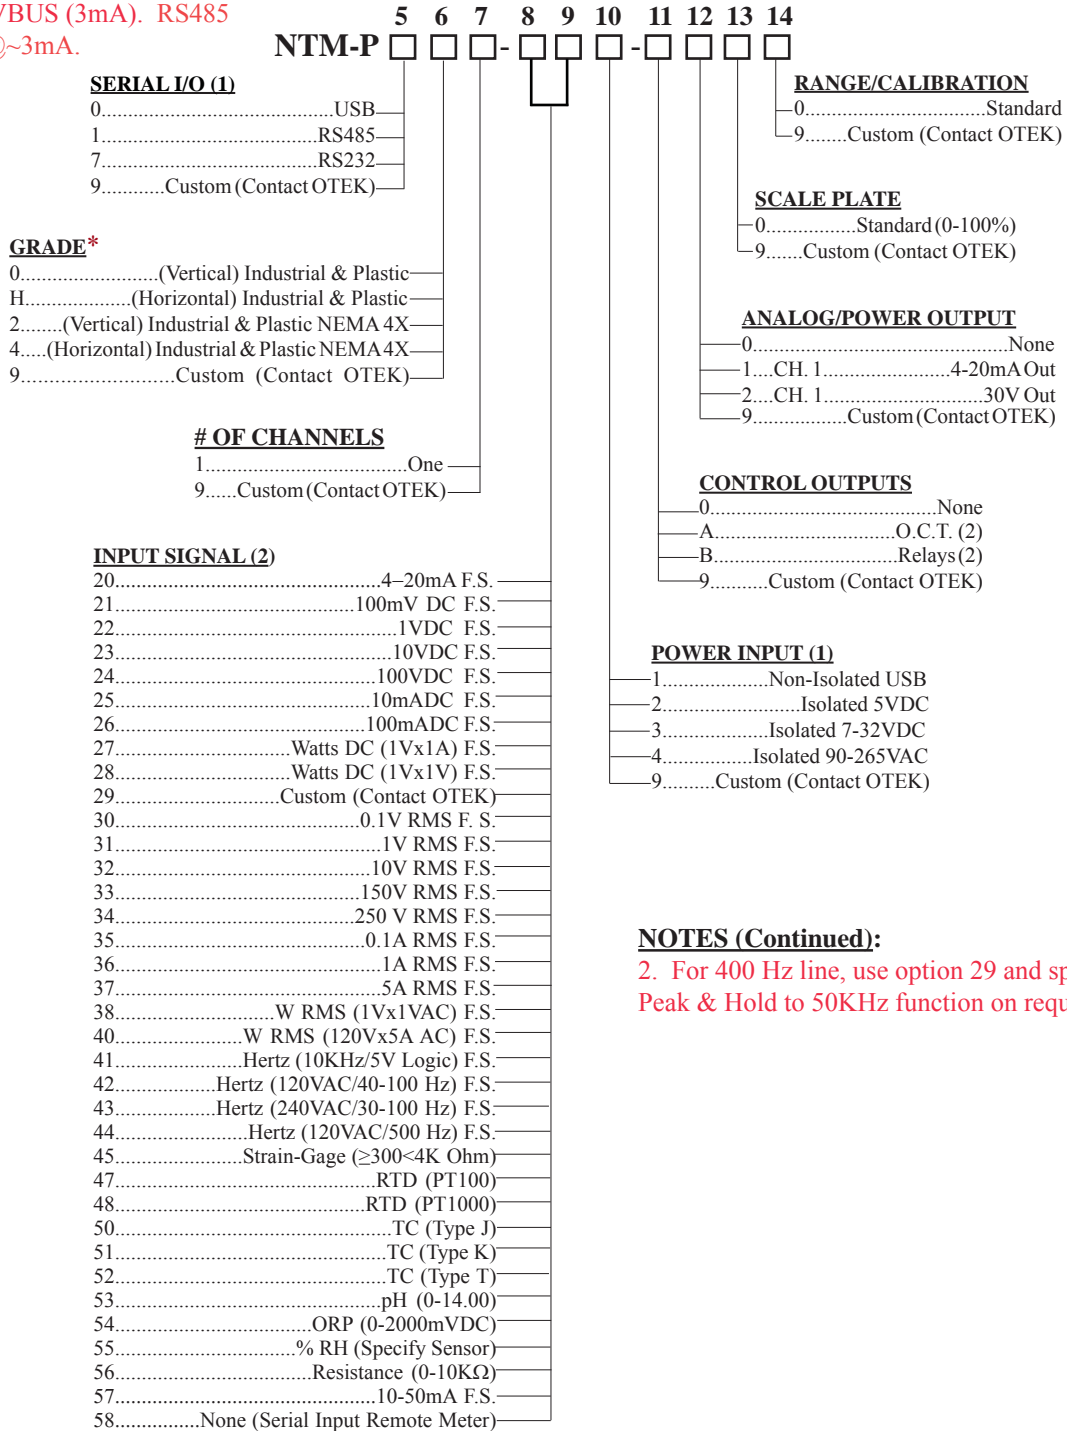 VBUS (3mA).  RS485
@~3mA.
5 6 7 8 9 10 11 12 13 14
NTM-P □ □ □ - □ □ □ - □ □ □ □
SERIAL I/O (1)
0..................................USB
1................................RS485
7................................RS232
9............Custom (Contact OTEK)
GRADE*
0......................(Vertical) Industrial & Plastic
H...................(Horizontal) Industrial & Plastic
2........(Vertical) Industrial & Plastic NEMA 4X
4.....(Horizontal) Industrial & Plastic NEMA 4X
9..........................Custom (Contact OTEK)
# OF CHANNELS
1...................................One
9......Custom (Contact OTEK)
INPUT SIGNAL (2)
20..............................................4–20mA F.S.
21.........................................100mV DC F.S.
22.................................................1VDC F.S.
23................................................10VDC F.S.
24.............................................100VDC F.S.
25............................................10mADC F.S.
26...........................................100mADC F.S.
27..............................Watts DC (1Vx1A) F.S.
28..............................Watts DC (1Vx1V) F.S.
29............................Custom (Contact OTEK)
30..........................................0.1V RMS F. S.
31.............................................1V RMS F.S.
32............................................10V RMS F.S.
33..........................................150V RMS F.S.
34.........................................250 V RMS F.S.
35...........................................0.1A RMS F.S.
36.............................................1A RMS F.S.
37.............................................5A RMS F.S.
38...........................W RMS (1Vx1VAC) F.S.
40......................W RMS (120Vx5A AC) F.S.
41......................Hertz (10KHz/5V Logic) F.S.
42.................Hertz (120VAC/40-100 Hz) F.S.
43.................Hertz (240VAC/30-100 Hz) F.S.
44.......................Hertz (120VAC/500 Hz) F.S.
45......................Strain-Gage (≥300<4K Ohm)
47.............................................RTD (PT100)
48...........................................RTD (PT1000)
50................................................TC (Type J)
51...............................................TC (Type K)
52...............................................TC (Type T)
53..............................................pH (0-14.00)
54..................................ORP (0-2000mVDC)
55...............................% RH (Specify Sensor)
56..................................Resistance (0-10KΩ)
57.............................................10-50mA F.S.
58...............None (Serial Input Remote Meter)
RANGE/CALIBRATION
0................................Standard
9........Custom (Contact OTEK)
SCALE PLATE
0.................Standard (0-100%)
9.......Custom (Contact OTEK)
ANALOG/POWER OUTPUT
0..............................................None
1....CH. 1......................4-20mA Out
2....CH. 1............................30V Out
9.................Custom (Contact OTEK)
CONTROL OUTPUTS
0.........................................None
A................................O.C.T. (2)
B.................................Relays (2)
9..........Custom (Contact OTEK)
POWER INPUT (1)
1...................Non-Isolated USB
2.........................Isolated 5VDC
3...................Isolated 7-32VDC
4................Isolated 90-265VAC
9..........Custom (Contact OTEK)
NOTES (Continued):
2.  For 400 Hz line, use option 29 and sp
Peak & Hold to 50KHz function on requ